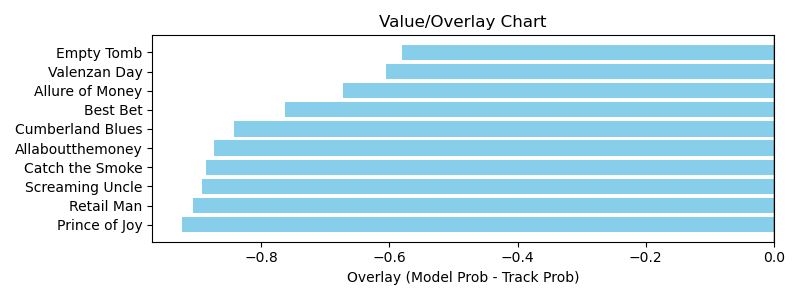 Value/Overlay Chart
Empty Tomb
Valenzan Day
Allure of Money
Best Bet
Cumberland Blues
Allaboutthemoney
Catch the Smoke
Screaming Uncle
Retail Man
Prince of Joy
−0.8 −0.6 −0.4 −0.2 0.0
Overlay (Model Prob - Track Prob)